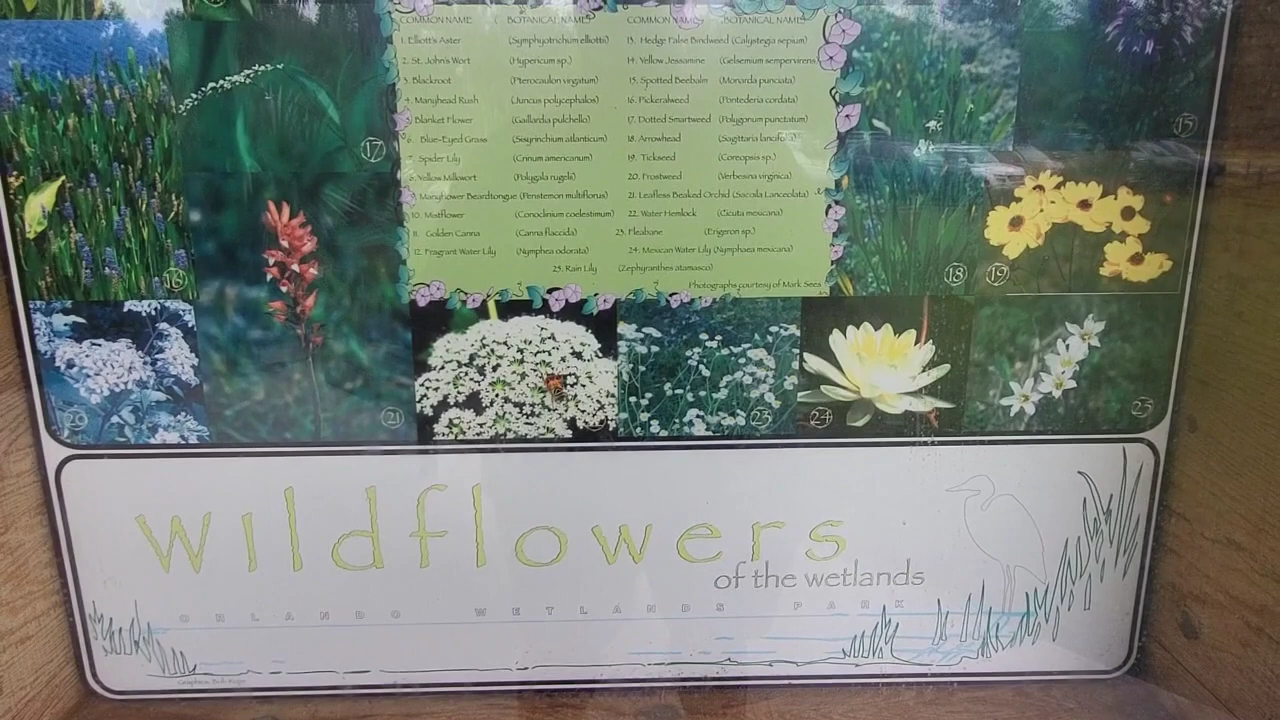 COMMON NAME BOTANICAL NAME COMMON NAME BOTANICAL NAME
1. Elliott's Aster (Symphyotrichum elliottii) 13. Hedge False Bindweed (Calystegia sepium)
2. St. John's Wort (Hypericum sp.) 14. Yellow Jessamine (Gelsemium sempervirens)
3. Blackroot (Pterocaulon virgatum) 15. Spotted Beebalm (Monarda punctata)
4. Manyhead Rush (Juncus polycephalos) 16. Pickerelweed (Pontederia cordata)
5. Blanket Flower (Gaillardia pulchella) 17. Dotted Smartweed (Polygonum punctatum)
6. Blue-Eyed Grass (Sisyrinchium atlanticum) 18. Arrowhead (Sagittaria lancifolia)
7. Spider Lily (Crinum americanum) 19. Tickseed (Coreopsis sp.)
8. Yellow Milkwort (Polygala rugelii) 20. Frostweed (Verbesina virginica)
Manyflower Beardtongue (Penstemon multiflorus) 21. Leafless Beaked Orchid (Sacoila Lanceolata)
10. Mistflower (Conoclinium coelestinum) 22. Water Hemlock (Cicuta mexicana)
11. Golden Canna (Canna flaccida) 23. Fleabane (Erigeron sp.)
12. Fragrant Water Lily (Nymphea odorata) 24. Mexican Water Lily (Nymphaea mexicana)
25. Rain Lily (Zephyranthes atamasco)
Photographs courtesy of Mark Sees
15
17
16
18
19
20
21
23
24
25
Wildflowers
of the wetlands
ORLANDO WETLANDS PARK